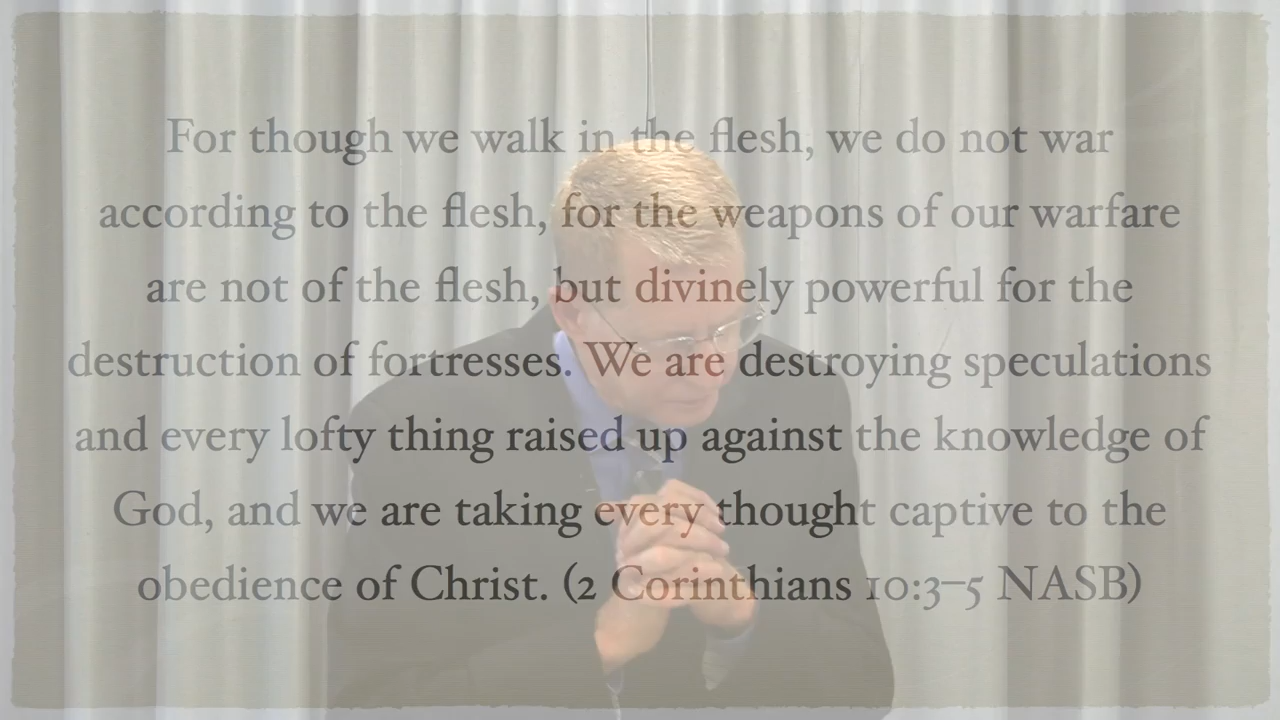 For though we walk in the flesh, we do not war
according to the flesh, for the weapons of our warfare
are not of the flesh, but divinely powerful for the
destruction of fortresses. We are destroying speculations
and every lofty thing raised up against the knowledge of
God, and we are taking every thought captive to the
obedience of Christ. (2 Corinthians 10:3–5 NASB)